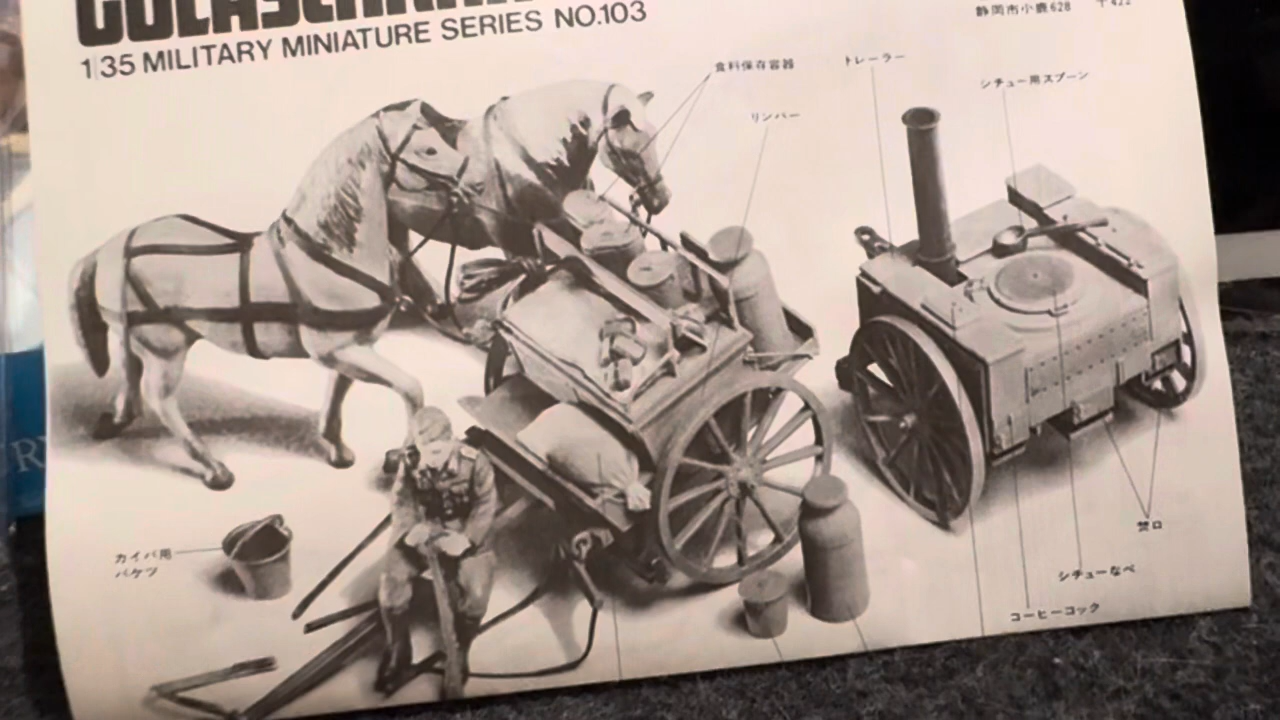 1/35 MILITARY MINIATURE SERIES NO.103
静岡市小鹿628 〒422
食料保存容器
トレーラー
シチュー用スプーン
リンバー
カイバ用
バケツ
焚口
シチューなべ
コーヒーコック